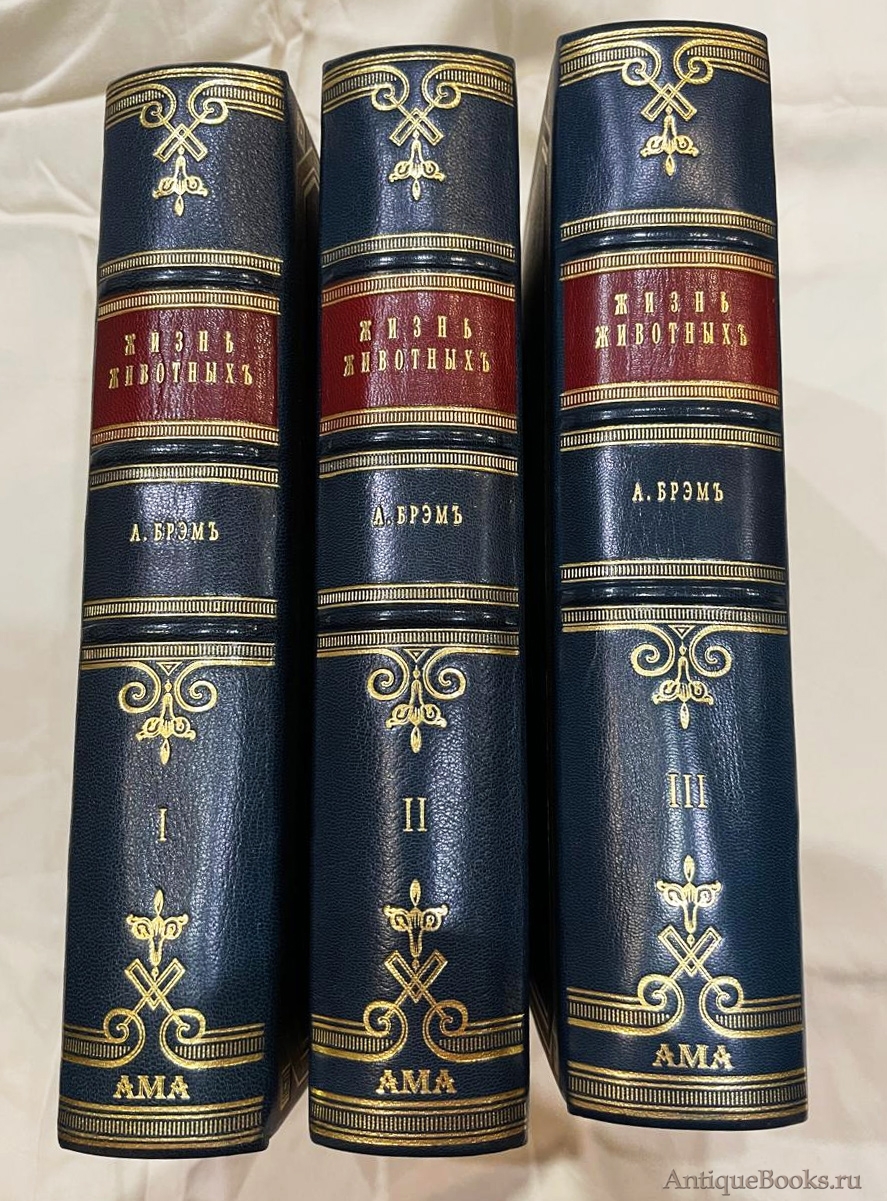 ЖИЗНЬ
ЖИВОТНЫХЪ
А. БРЭМЪ
I
АМА
ЖИЗНЬ
ЖИВОТНЫХЪ
А. БРЭМЪ
II
АМА
ЖИЗНЬ
ЖИВОТНЫХЪ
А. БРЭМЪ
III
АМА
AntiqueBooks.ru